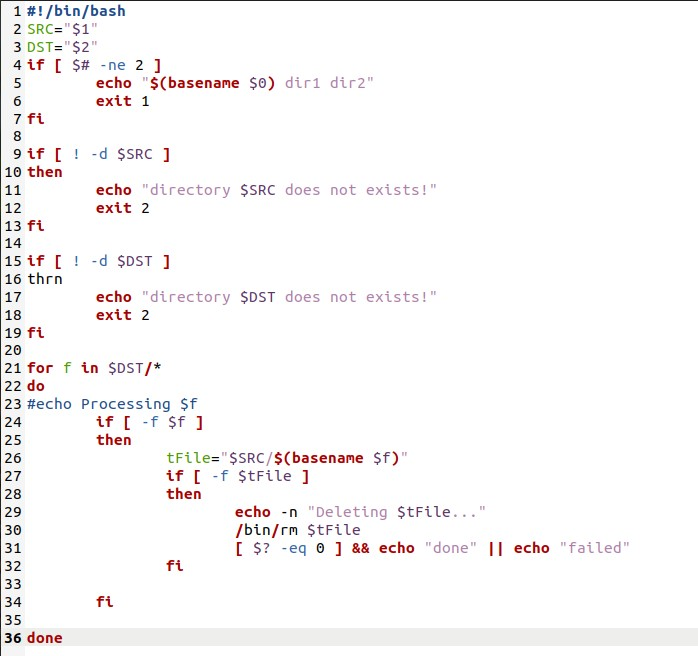 1 #!/bin/bash
2 SRC="$1"
3 DST="$2"
4 if [ $# -ne 2 ]
5 echo "$(basename $0) dir1 dir2"
6 exit 1
7 fi
8
9 if [ ! -d $SRC ]
10 then
11 echo "directory $SRC does not exists!"
12 exit 2
13 fi
14
15 if [ ! -d $DST ]
16 thrn
17 echo "directory $DST does not exists!"
18 exit 2
19 fi
20
21 for f in $DST/*
22 do
23 #echo Processing $f
24 if [ -f $f ]
25 then
26 tFile="$SRC/$(basename $f)"
27 if [ -f $tFile ]
28 then
29 echo -n "Deleting $tFile..."
30 /bin/rm $tFile
31 [ $? -eq 0 ] && echo "done" || echo "failed"
32 fi
33
34 fi
35
36 done